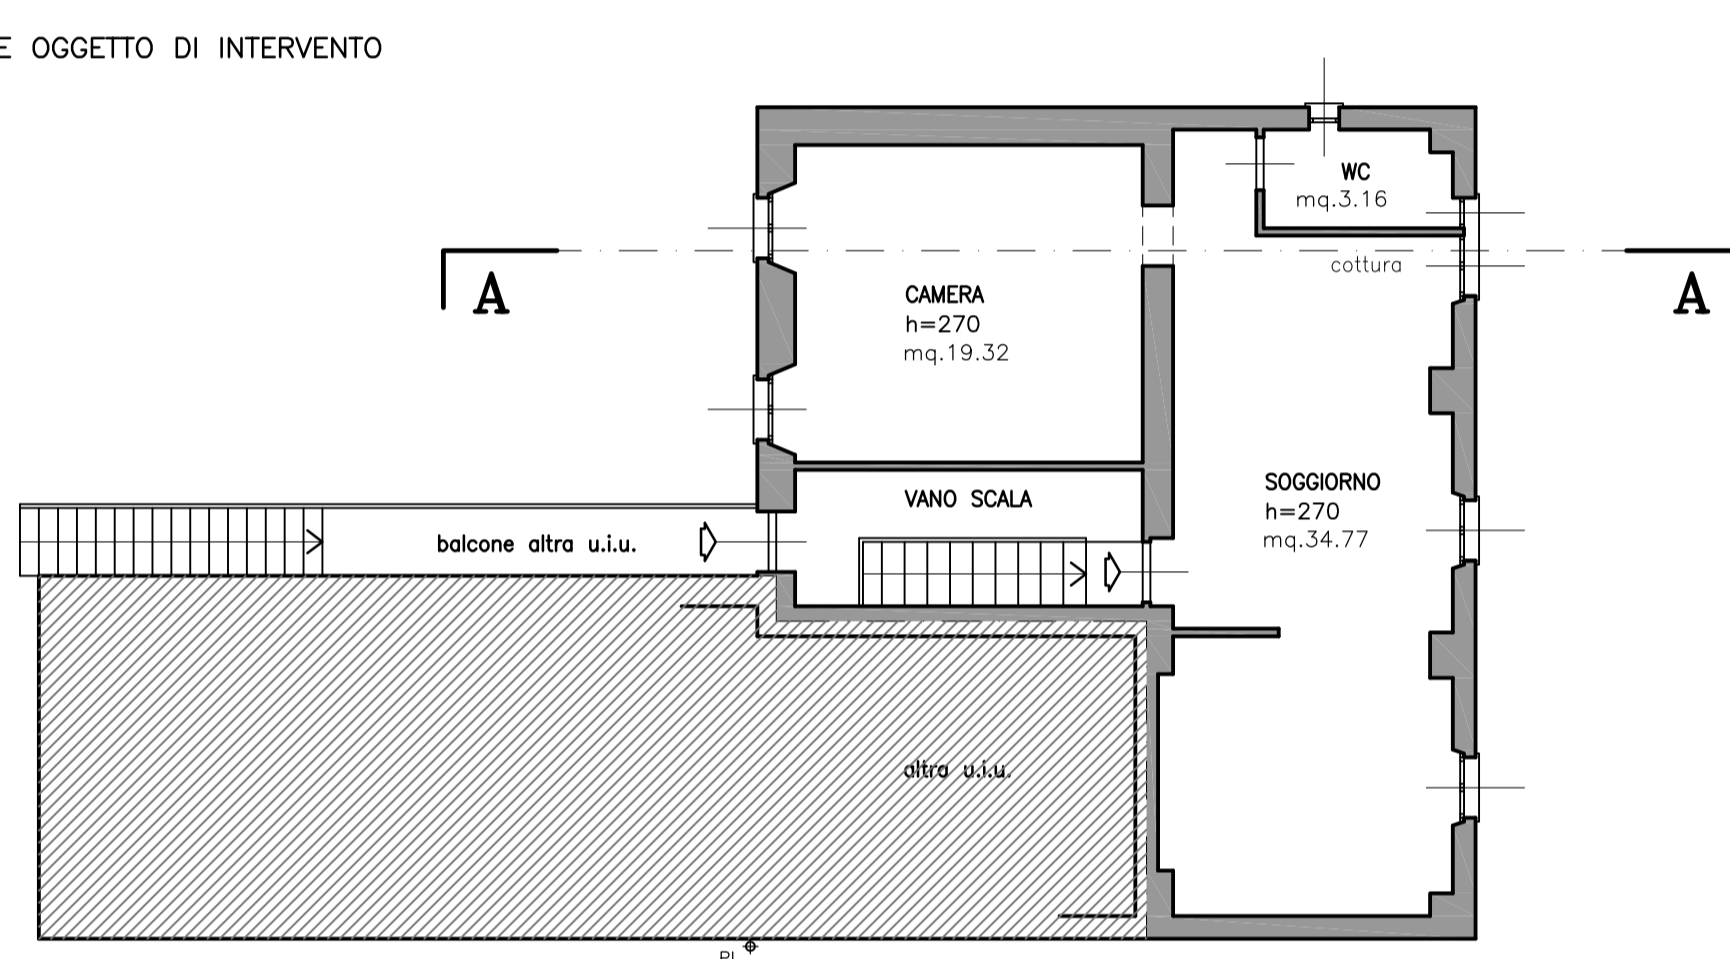 E OGGETTO DI INTERVENTO
WC
mq.3.16
cottura
A
A
CAMERA
h=270
mq.19.32
SOGGIORNO
h=270
mq.34.77
VANO SCALA
balcone altra u.i.u.
altra u.i.u.